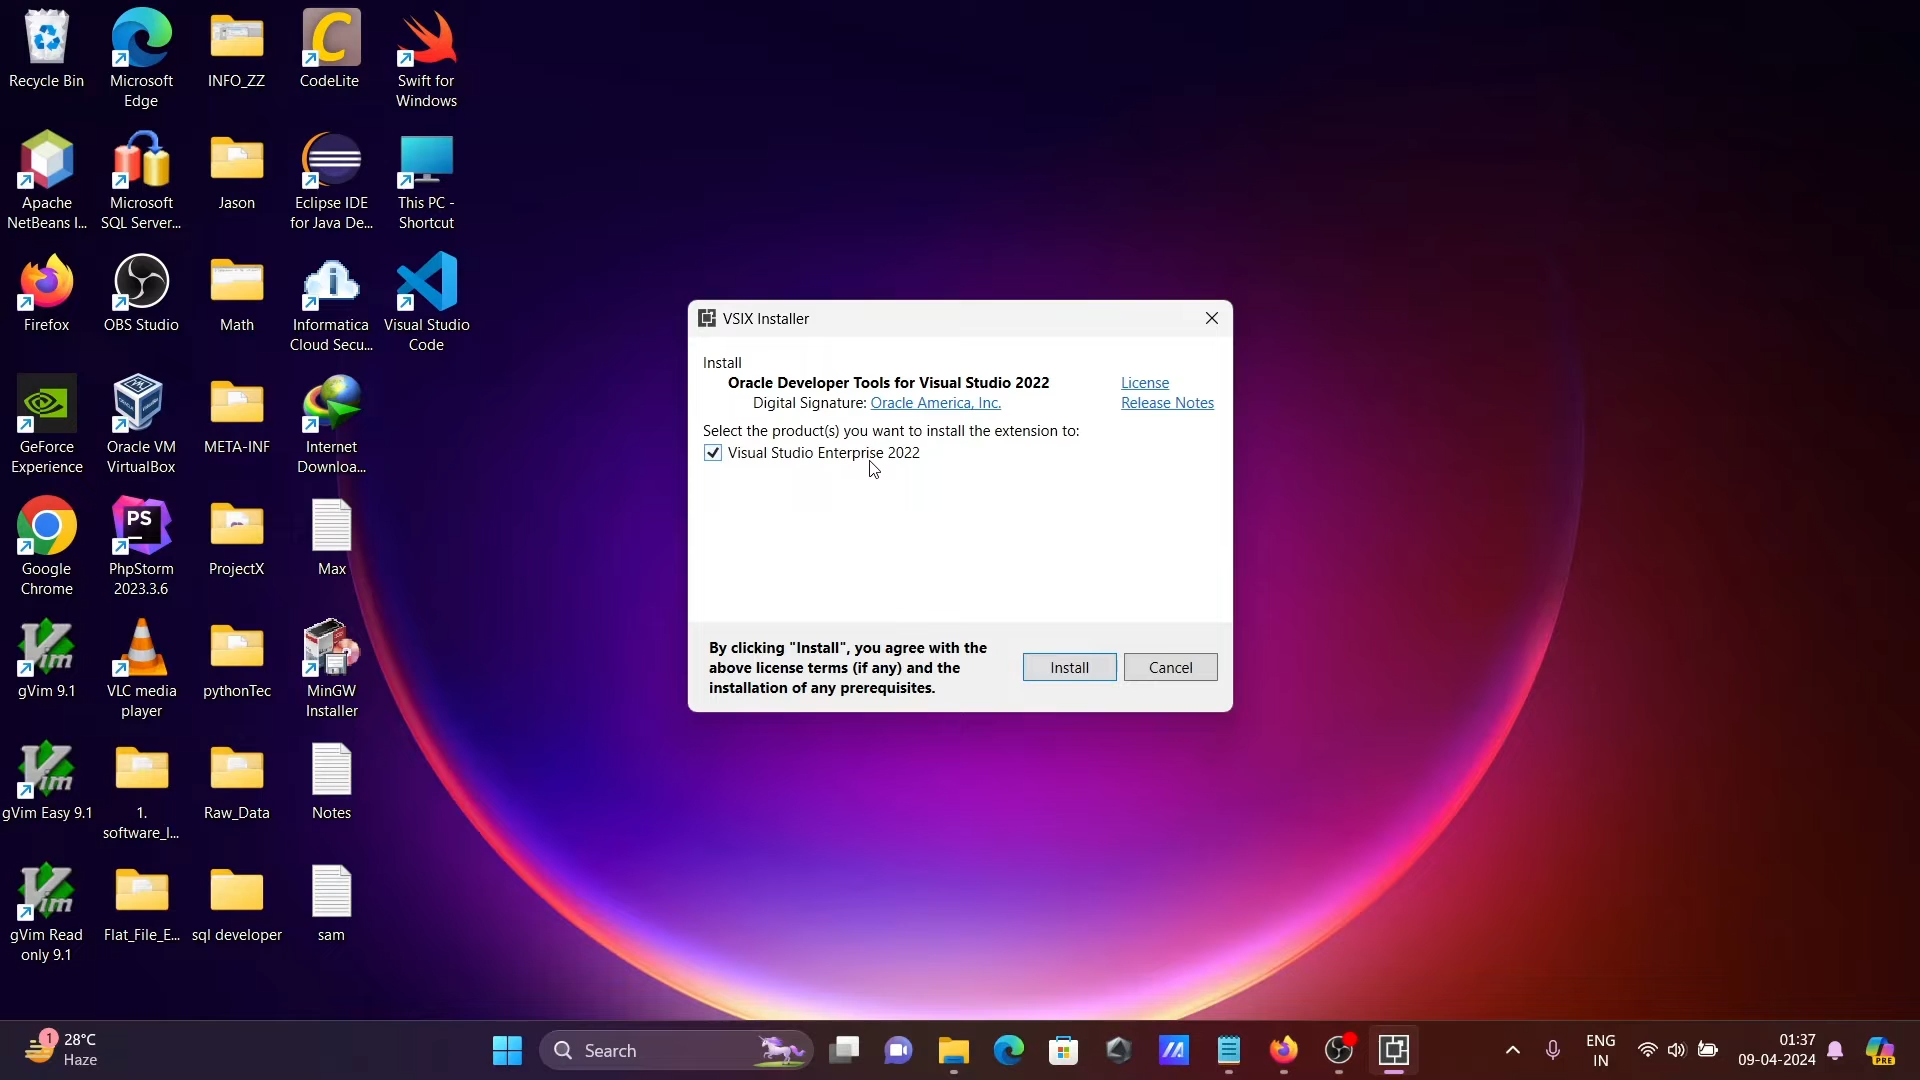 Recycle Bin
Microsoft
Edge
INFO_ZZ
CodeLite
Swift for
Windows
Apache
NetBeans I...
Microsoft
SQL Server...
Jason
Eclipse IDE
for Java De...
This PC -
Shortcut
Firefox
OBS Studio
Math
Informatica
Cloud Secu...
Visual Studio
Code
GeForce
Experience
Oracle VM
VirtualBox
META-INF
Internet
Downloa...
Google
Chrome
PS
PhpStorm
2023.3.6
ProjectX
Max
gVim 9.1
VLC media
player
pythonTec
MinGW
Installer
gVim Easy 9.1
1.
software_I...
Raw_Data
Notes
gVim Read
only 9.1
Flat_File_E...
sql developer
sam
VSIX Installer
Install
Oracle Developer Tools for Visual Studio 2022
License
Digital Signature: Oracle America, Inc.
Release Notes
Select the product(s) you want to install the extension to:
Visual Studio Enterprise 2022
By clicking "Install", you agree with the
above license terms (if any) and the
installation of any prerequisites.
Install
Cancel
1
28°C
Haze
Search
ENG
IN
01:37
09-04-2024
PRE